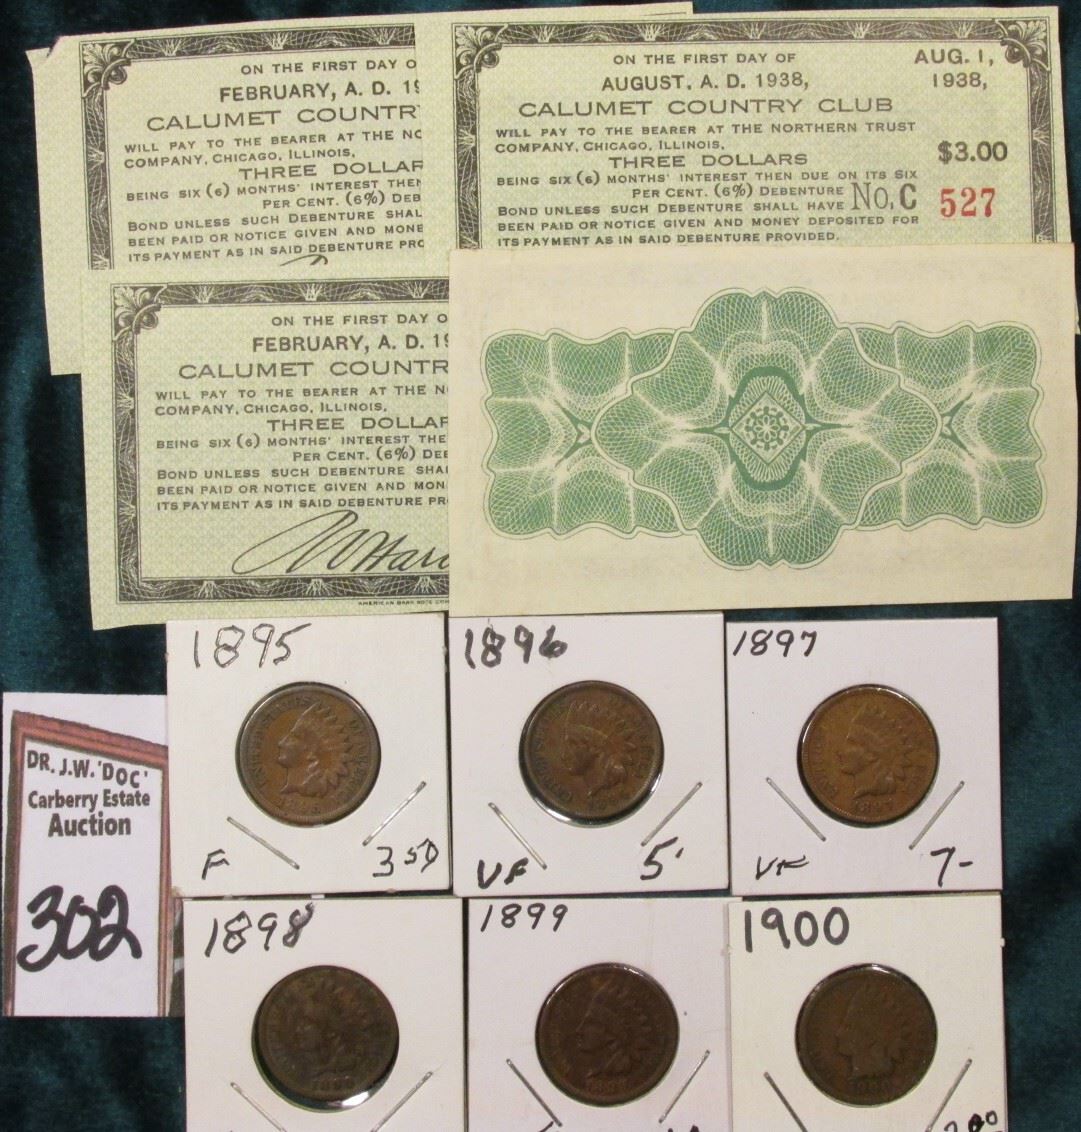 ON THE FIRST DAY O
FEBRUARY, A. D.
CALUMET COUNTR
WILL PAY TO THE BEARER AT THE NC
COMPANY, CHICAGO, ILLINOIS,
THREE DOLLAR
BEING SIX (6) MONTHS' INTEREST THEN
PER CENT. (6%) DEB
BOND UNLESS SUCH DEBENTURE SHAL
BEEN PAID OR NOTICE GIVEN AND MONE
ITS PAYMENT AS IN SAID DEBENTURE PRO
ON THE FIRST DAY OF
AUGUST, A. D. 1938,
CALUMET COUNTRY CLUB
WILL PAY TO THE BEARER AT THE NORTHERN TRUST
COMPANY, CHICAGO, ILLINOIS,
THREE DOLLARS
BEING SIX (6) MONTHS' INTEREST THEN DUE ON ITS SIX
PER CENT. (6%) DEBENTURE
BOND UNLESS SUCH DEBENTURE SHALL HAVE
BEEN PAID OR NOTICE GIVEN AND MONEY DEPOSITED FOR
ITS PAYMENT AS IN SAID DEBENTURE PROVIDED.
AUG. 1,
1938,
$3.00
No. C 527
ON THE FIRST DAY O
FEBRUARY, A. D. 19
CALUMET COUNTR
WILL PAY TO THE BEARER AT THE N
COMPANY, CHICAGO, ILLINOIS,
THREE DOLLAR
BEING SIX (6) MONTHS' INTEREST THE
PER CENT. (6%) DEB
BOND UNLESS SUCH DEBENTURE SHAL
BEEN PAID OR NOTICE GIVEN AND MON
ITS PAYMENT AS IN SAID DEBENTURE PR
AMERICAN BANK NOTE COM
DR. J.W. 'DOC'
Carberry Estate
Auction
302
1895
F 3 50
1896
VF 5
1897
VF 7-
1898
1899
1900